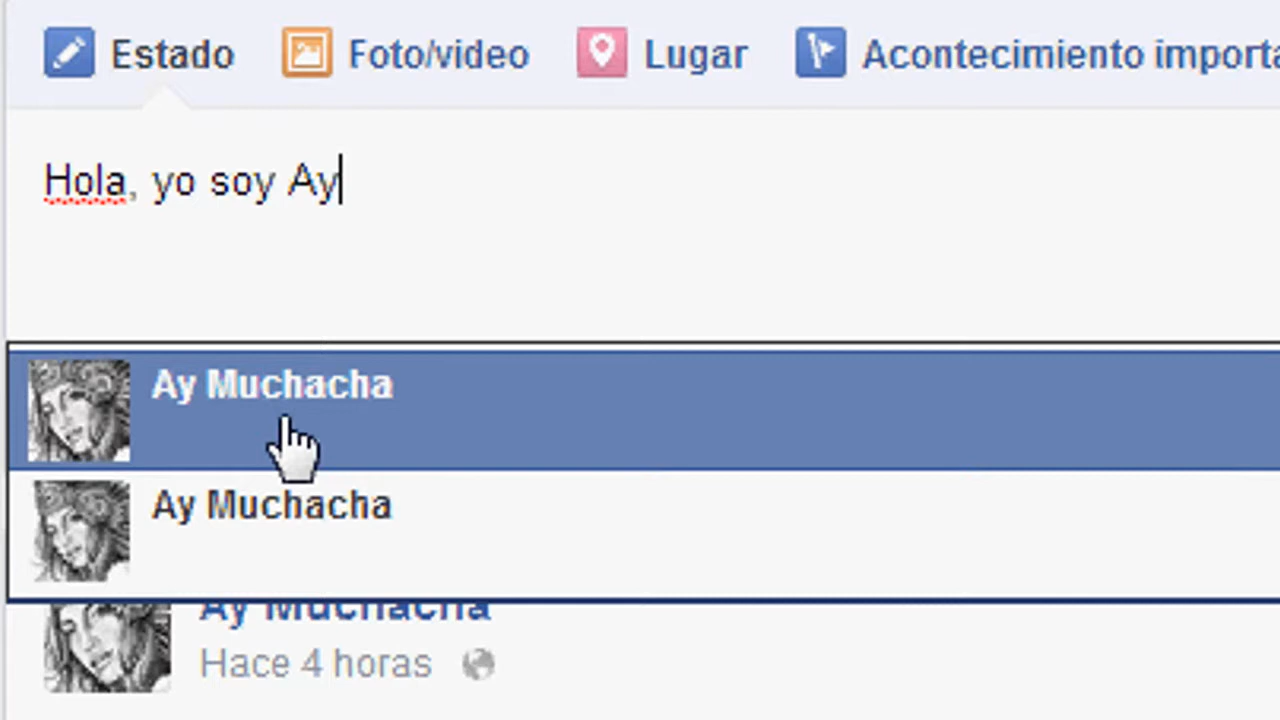 Estado Foto/video Lugar Acontecimiento importa
Hola, yo soy Ay
Ay Muchacha
Ay Muchacha
Ay Muchacha
Hace 4 horas